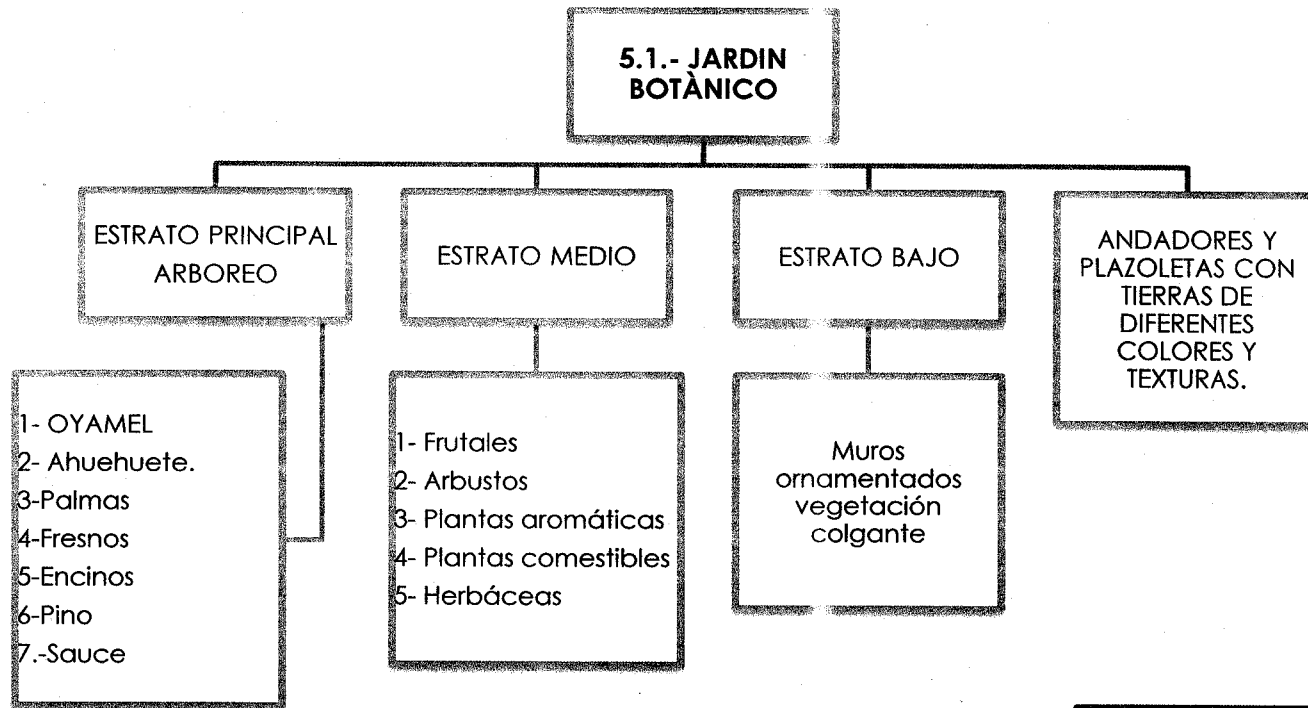 5.1.- JARDIN
BOTÀNICO
ESTRATO PRINCIPAL
ARBOREO
ESTRATO MEDIO
ESTRATO BAJO
ANDADORES Y
PLAZOLETAS CON
TIERRAS DE
DIFERENTES
COLORES Y
TEXTURAS.
1- OYAMEL
2- Ahuehuete.
3-Palmas
4-Fresnos
5-Encinos
6-Pino
7.-Sauce
1- Frutales
2- Arbustos
3- Plantas aromáticas
4- Plantas comestibles
5- Herbáceas
Muros
ornamentados
vegetación
colgante